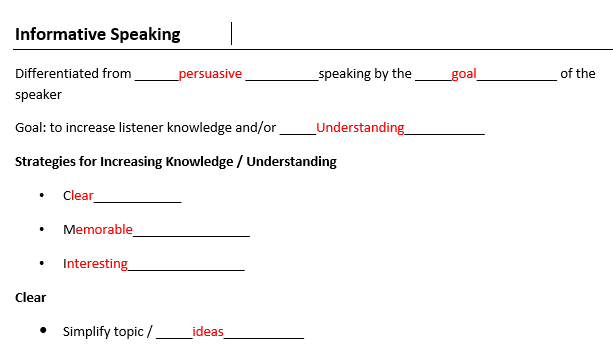 Informative Speaking
Differentiated from ______persuasive __________speaking by the _____goal___________ of the
speaker
Goal: to increase listener knowledge and/or _____Understanding___________
Strategies for Increasing Knowledge / Understanding
• Clear____________
• Memorable________________
• Interesting________________
Clear
• Simplify topic / _____ideas___________